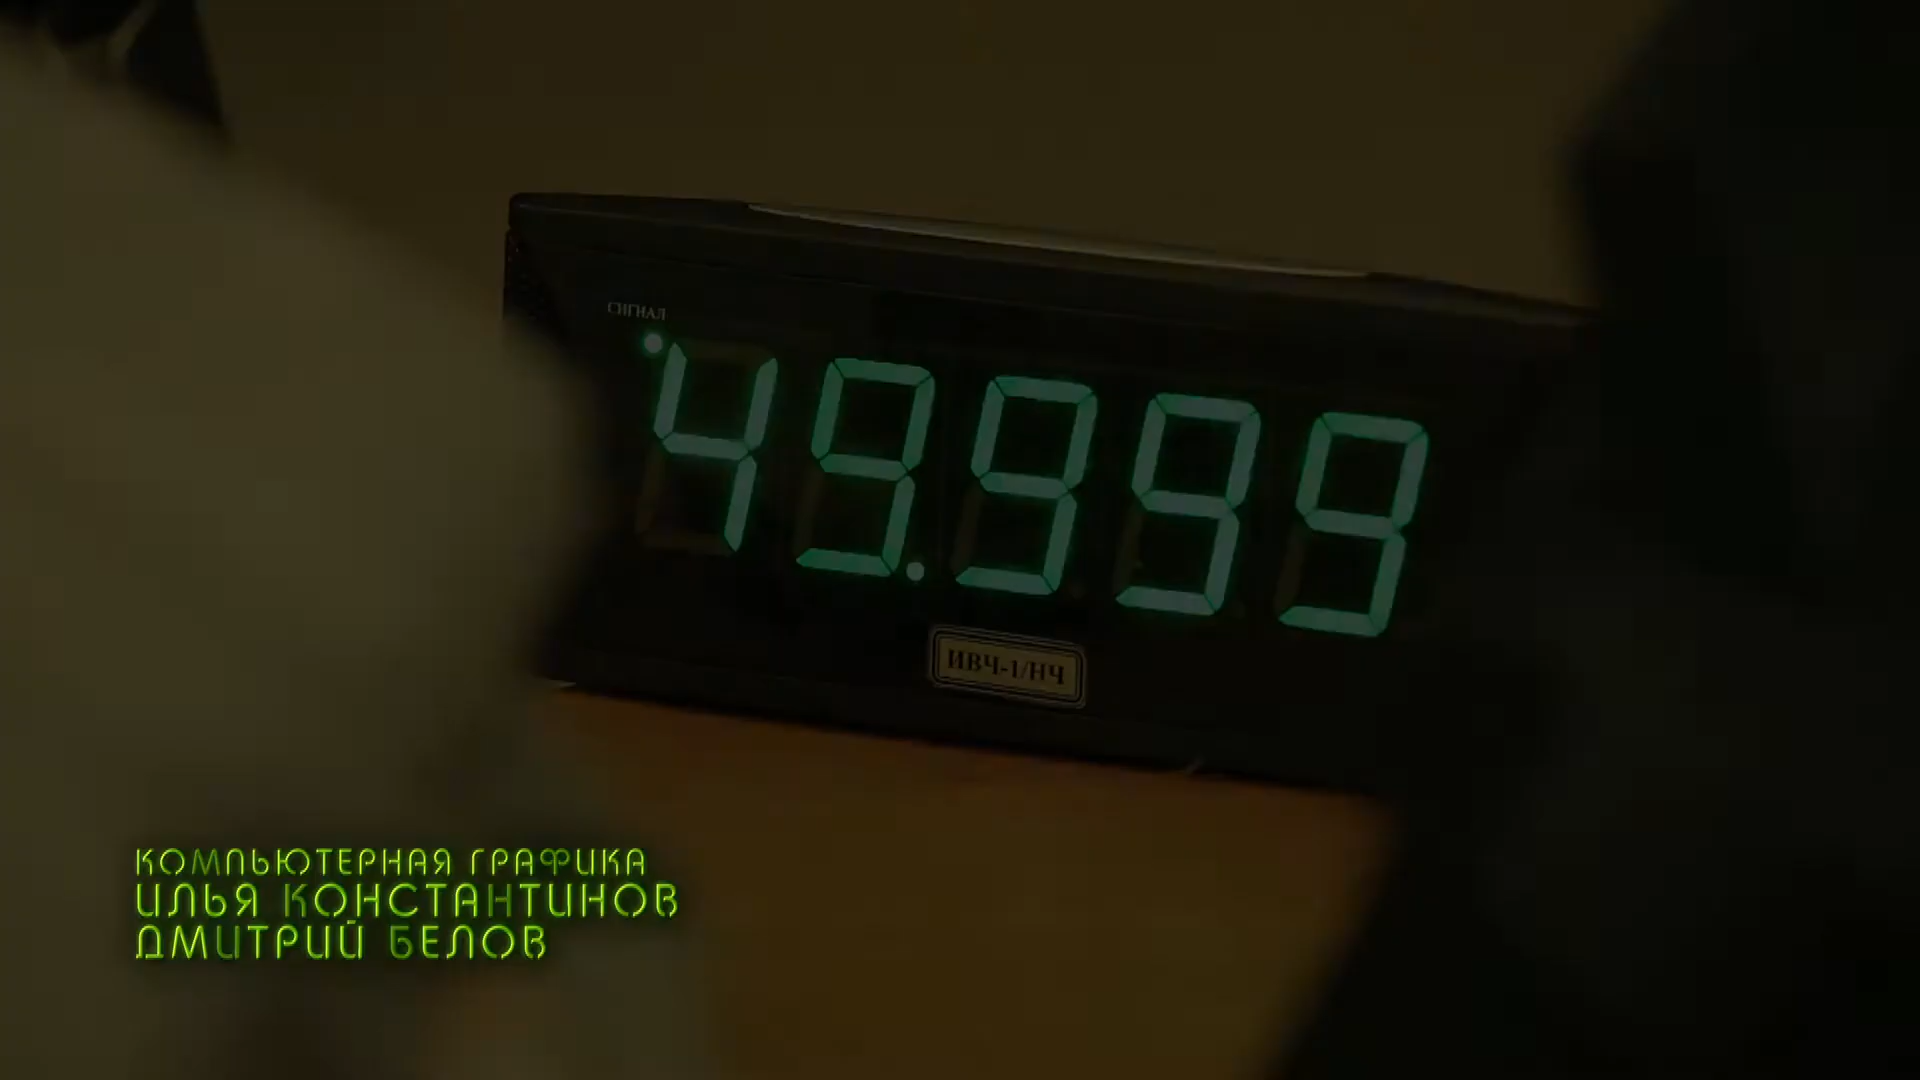 СИГНАЛ
49.999
ИВЧ-1/НЧ
КОМПЬЮТЕРНАЯ ГРАФИКА
ИЛЬЯ КОНСТАНТИНОВ
ДМИТРИЙ БЕЛОВ